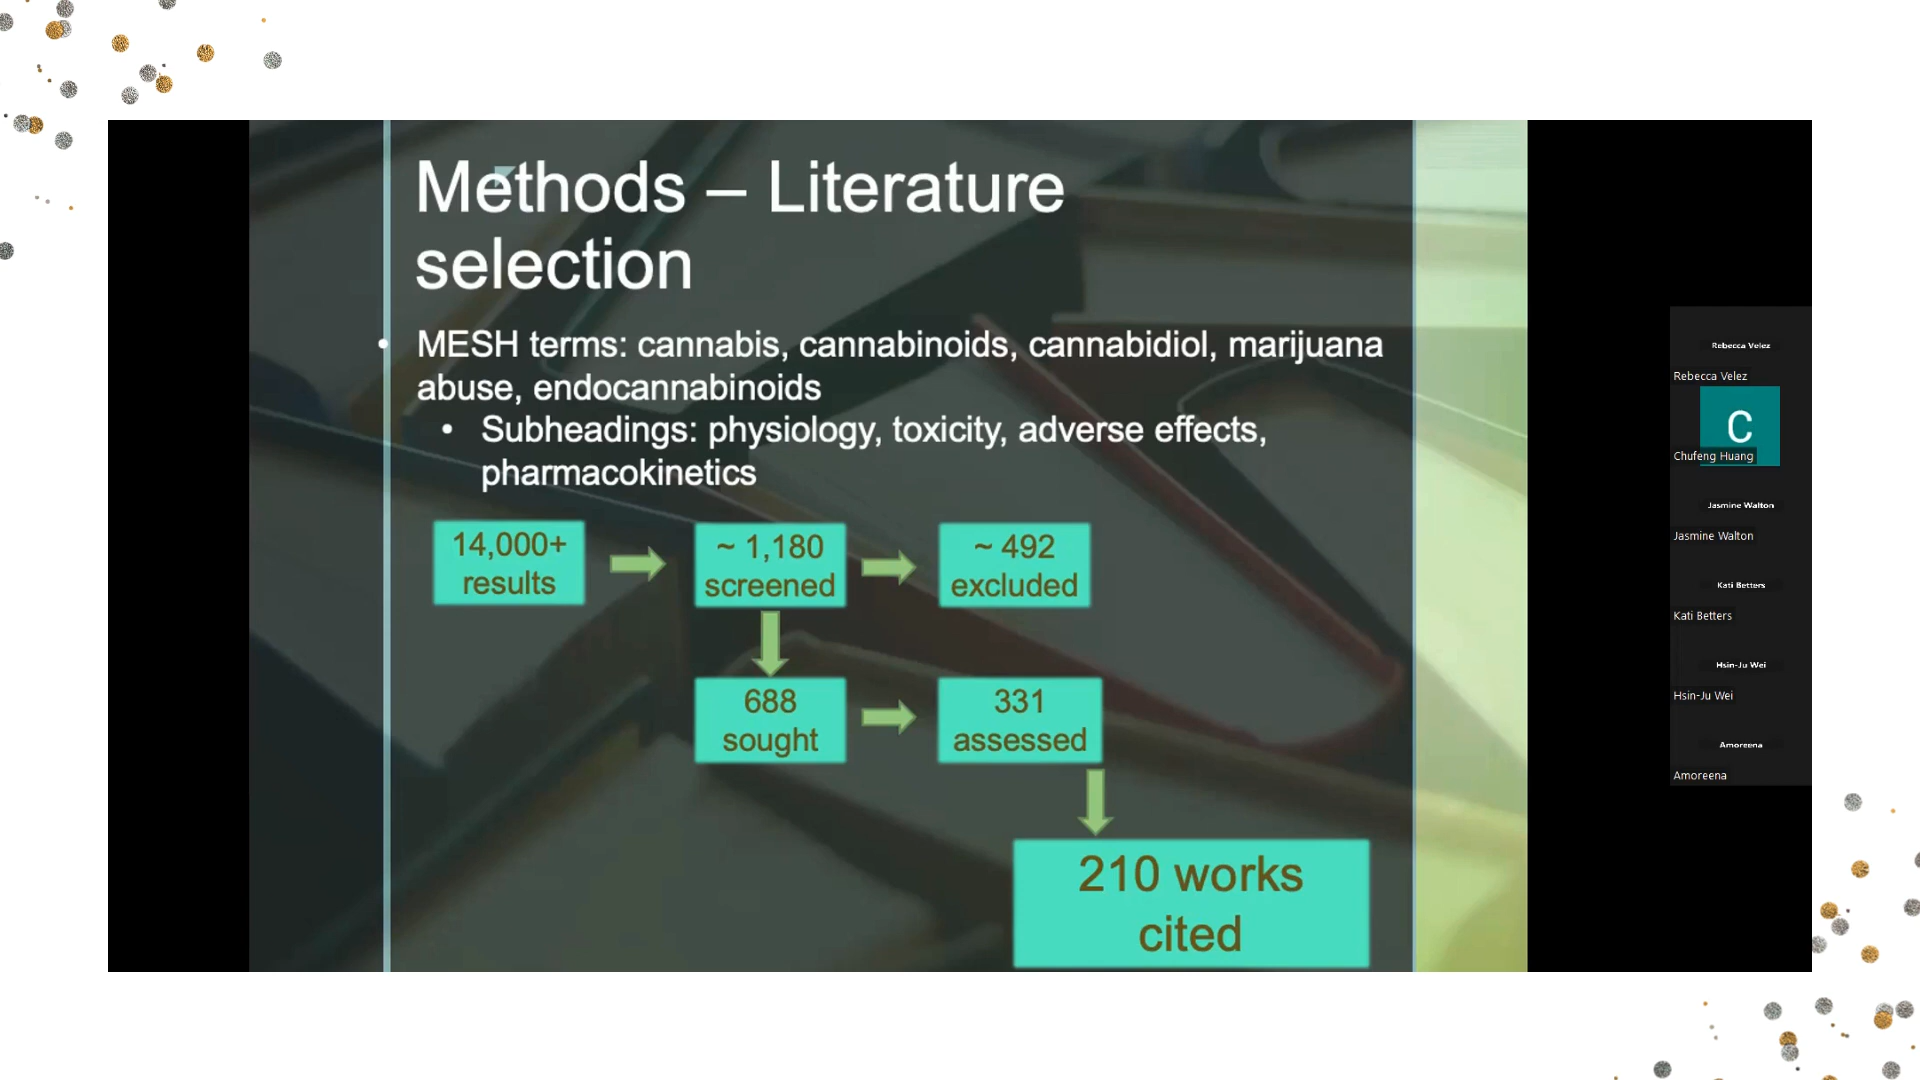 Methods – Literature
selection
• MESH terms: cannabis, cannabinoids, cannabidiol, marijuana
abuse, endocannabinoids
• Subheadings: physiology, toxicity, adverse effects,
pharmacokinetics
14,000+
results
~ 1,180
screened
~ 492
excluded
688
sought
331
assessed
210 works
cited
Rebecca Velez
Rebecca Velez
C
Chufeng Huang
Jasmine Walton
Jasmine Walton
Kati Betters
Kati Betters
Hsin-Ju Wei
Hsin-Ju Wei
Amoreena
Amoreena